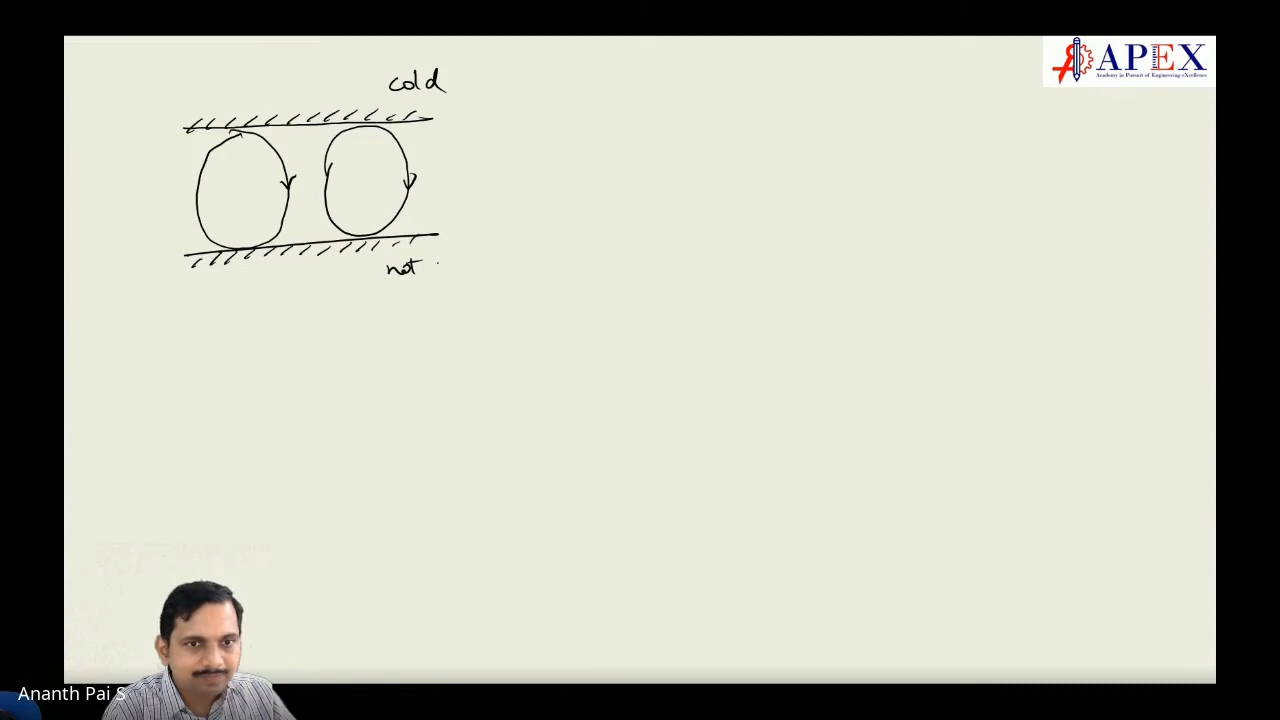 cold
APEX
Academy in Pursuit of Engineering eXcellence
hot
Ananth Pai S